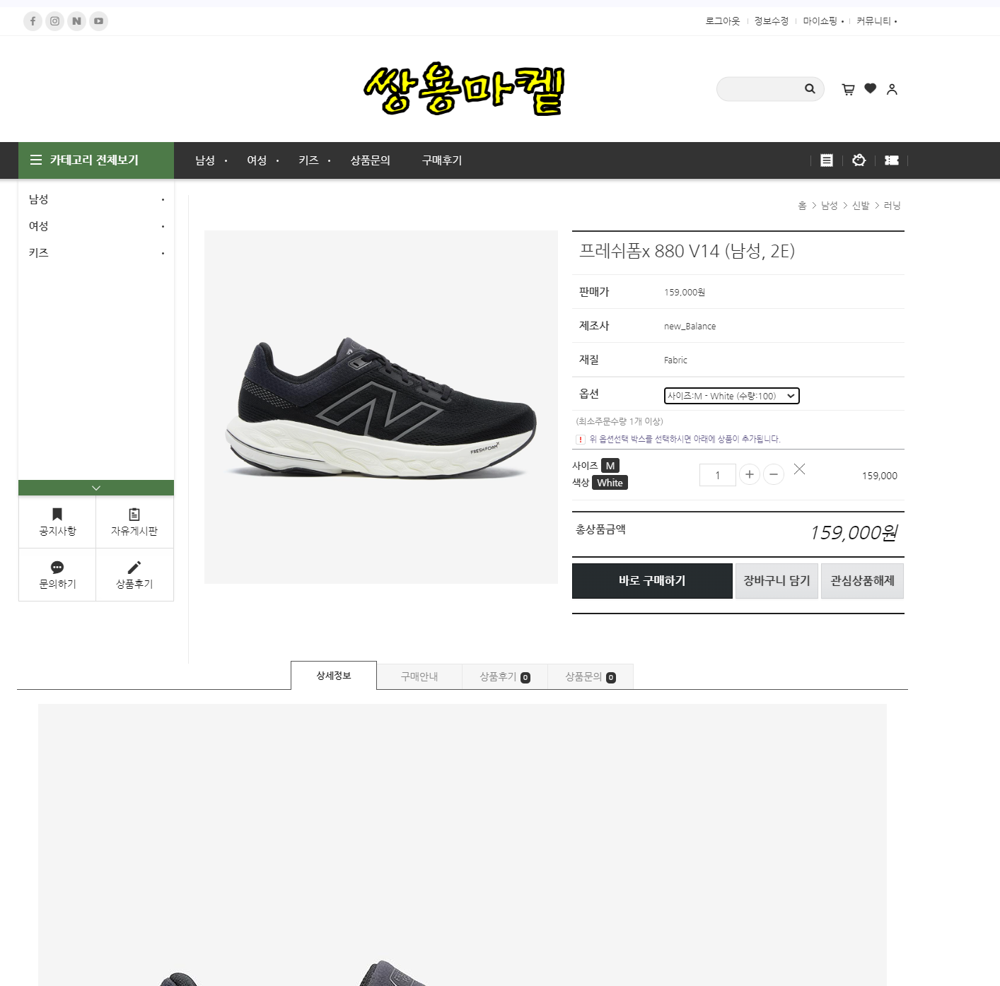 로그아웃 정보수정 마이쇼핑 커뮤니티
쌍용마켙
카테고리 전체보기 남성 여성 키즈 상품문의 구매후기
남성
여성
키즈
공지사항 자유게시판
문의하기 상품후기
홈 > 남성 > 신발 > 러닝
프레쉬폼x 880 V14 (남성, 2E)
판매가 159,000원
제조사 new_Balance
재질 Fabric
옵션 사이즈:M - White (수량:100)
(최소주문수량 1개 이상)
! 위 옵션선택 박스를 선택하시면 아래에 상품이 추가됩니다.
사이즈 M
색상 White
1 + − 159,000
총상품금액 159,000원
바로 구매하기 장바구니 담기 관심상품해제
N
FRESH FOAM X
상세정보 구매안내 상품후기 0 상품문의 0